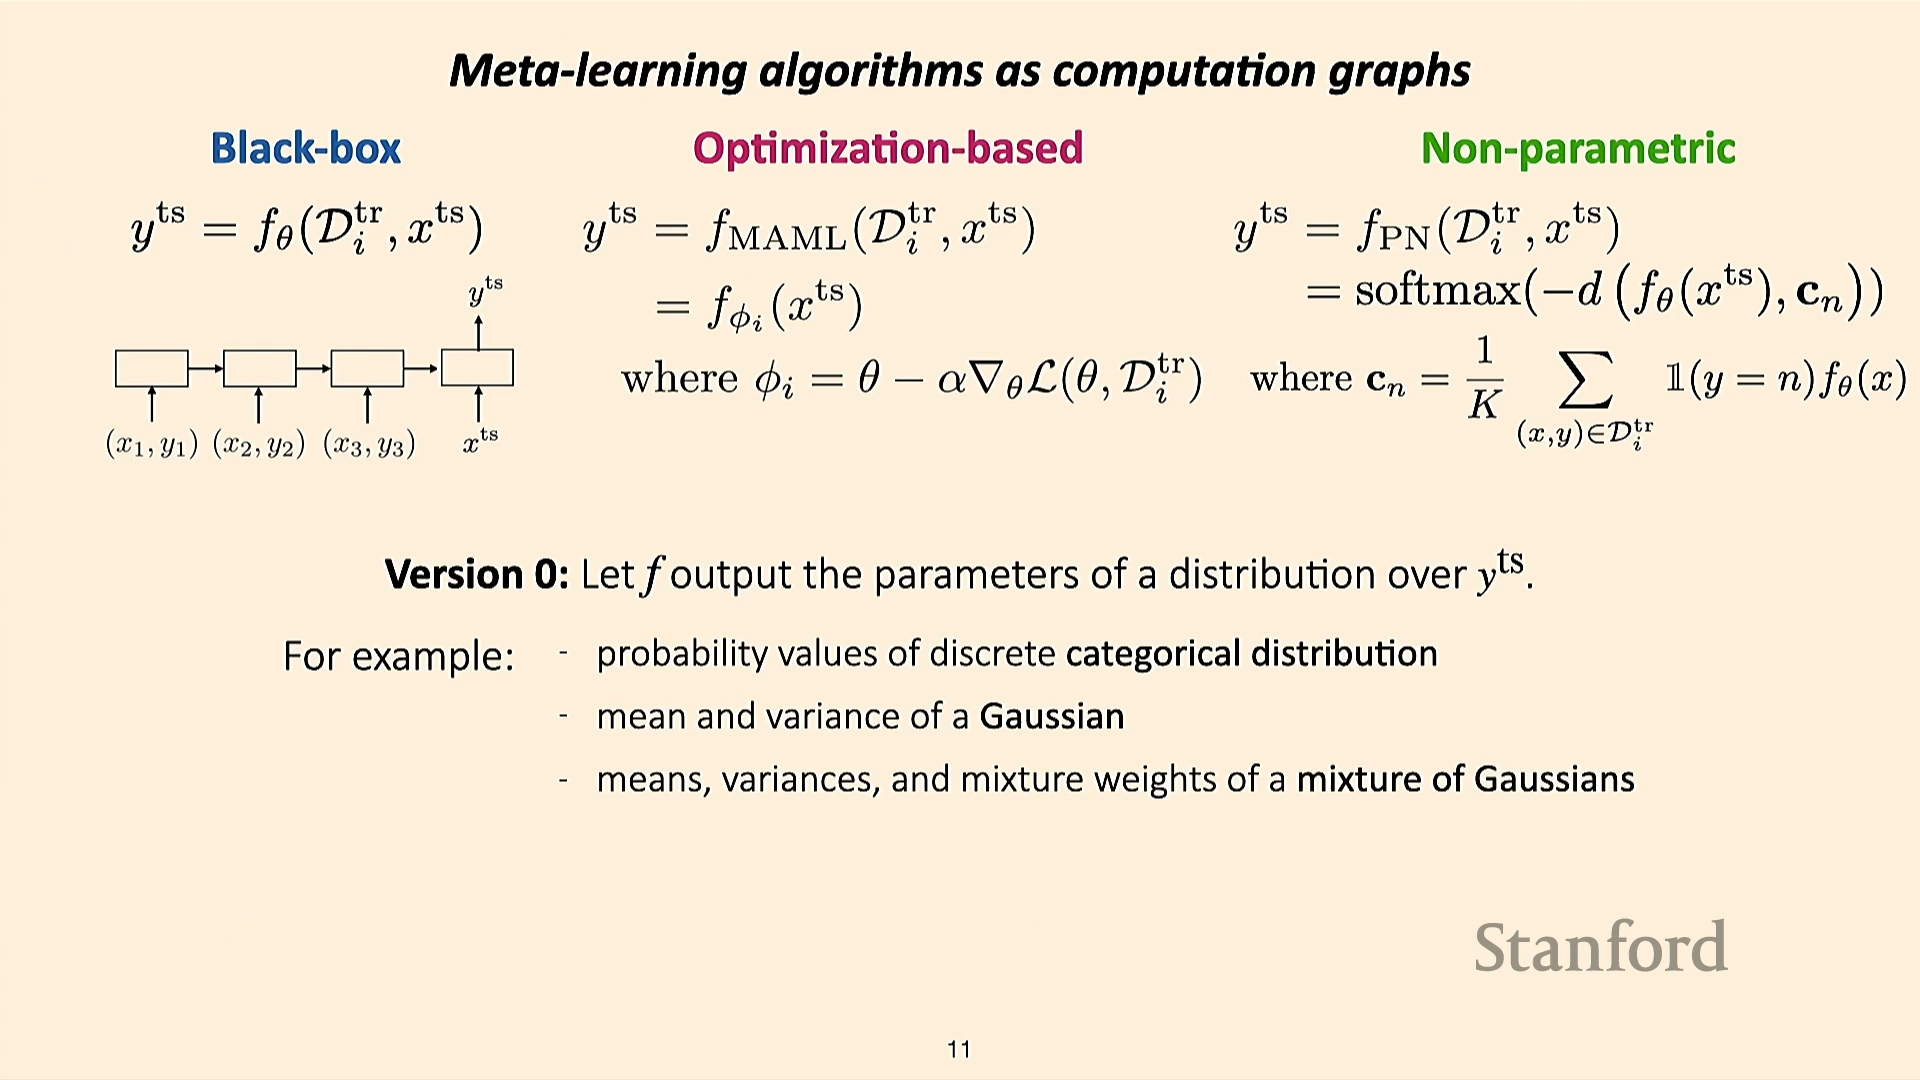 Meta-learning algorithms as computation graphs
Black-box
y^ts = f_θ(𝒟_i^tr, x^ts)
y^ts
(x_1, y_1) (x_2, y_2) (x_3, y_3) x^ts
Optimization-based
y^ts = f_MAML(𝒟_i^tr, x^ts)
= f_{ϕ_i}(x^ts)
where ϕ_i = θ − α∇_θℒ(θ, 𝒟_i^tr)
Non-parametric
y^ts = f_PN(𝒟_i^tr, x^ts)
= softmax(−d(f_θ(x^ts), c_n))
where c_n = 1/K ∑_{(x,y)∈𝒟_i^tr} 𝟙(y = n)f_θ(x)
Version 0: Let f output the parameters of a distribution over y^ts.
For example: - probability values of discrete categorical distribution
- mean and variance of a Gaussian
- means, variances, and mixture weights of a mixture of Gaussians
Stanford
11